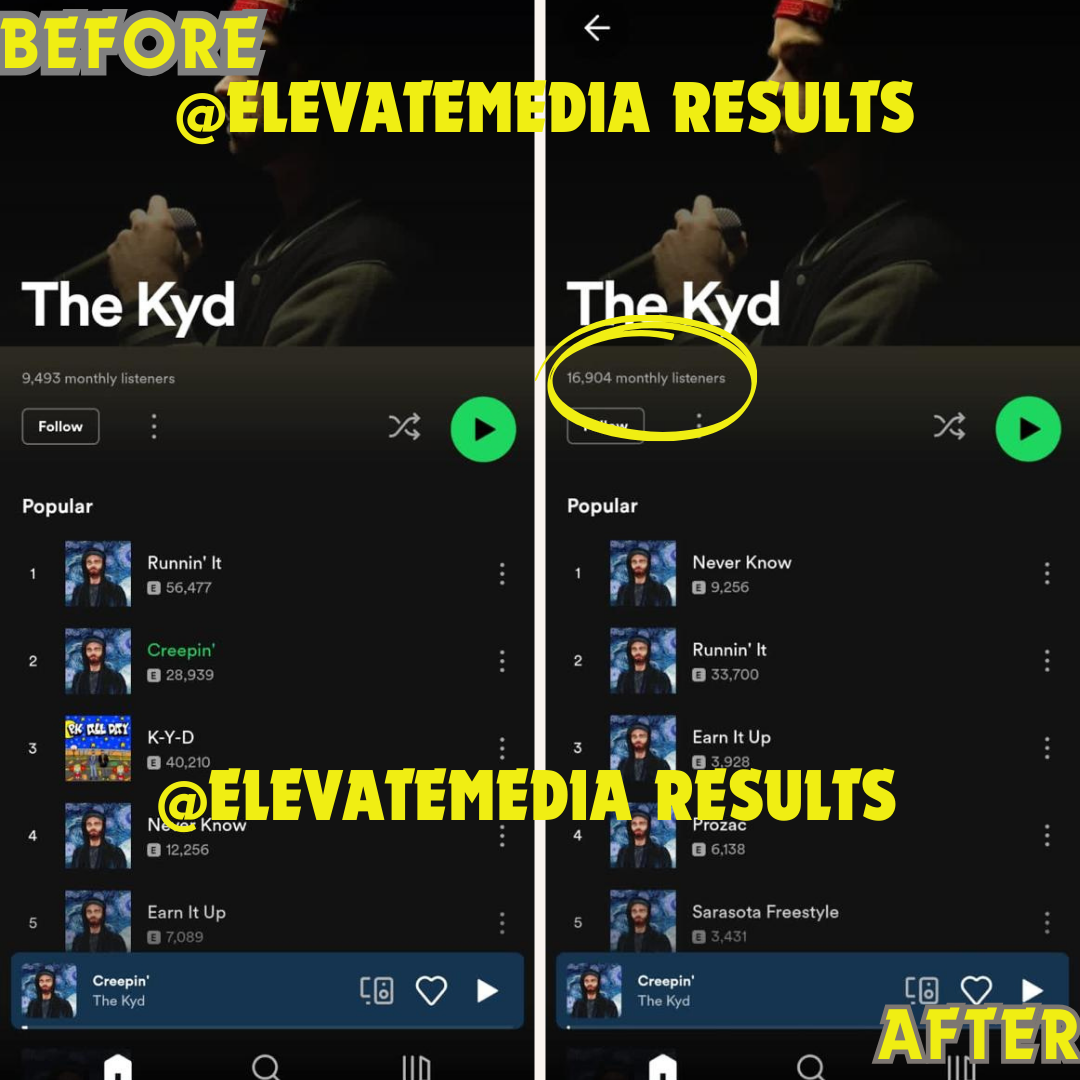 BEFORE
@ELEVATEMEDIA RESULTS
The Kyd
9,493 monthly listeners
Follow
Popular
1
Runnin' It
E 56,477
2
Creepin'
E 28,939
3
PK ALL DAY
K-Y-D
E 40,210
4
Never Know
E 12,256
5
Earn It Up
E 7,089
Creepin'
The Kyd
The Kyd
16,904 monthly listeners
Follow
Popular
1
Never Know
E 9,256
2
Runnin' It
E 33,700
3
Earn It Up
E 3,928
@ELEVATEMEDIA RESULTS
4
Prozac
E 6,138
5
Sarasota Freestyle
E 3,431
Creepin'
The Kyd
AFTER